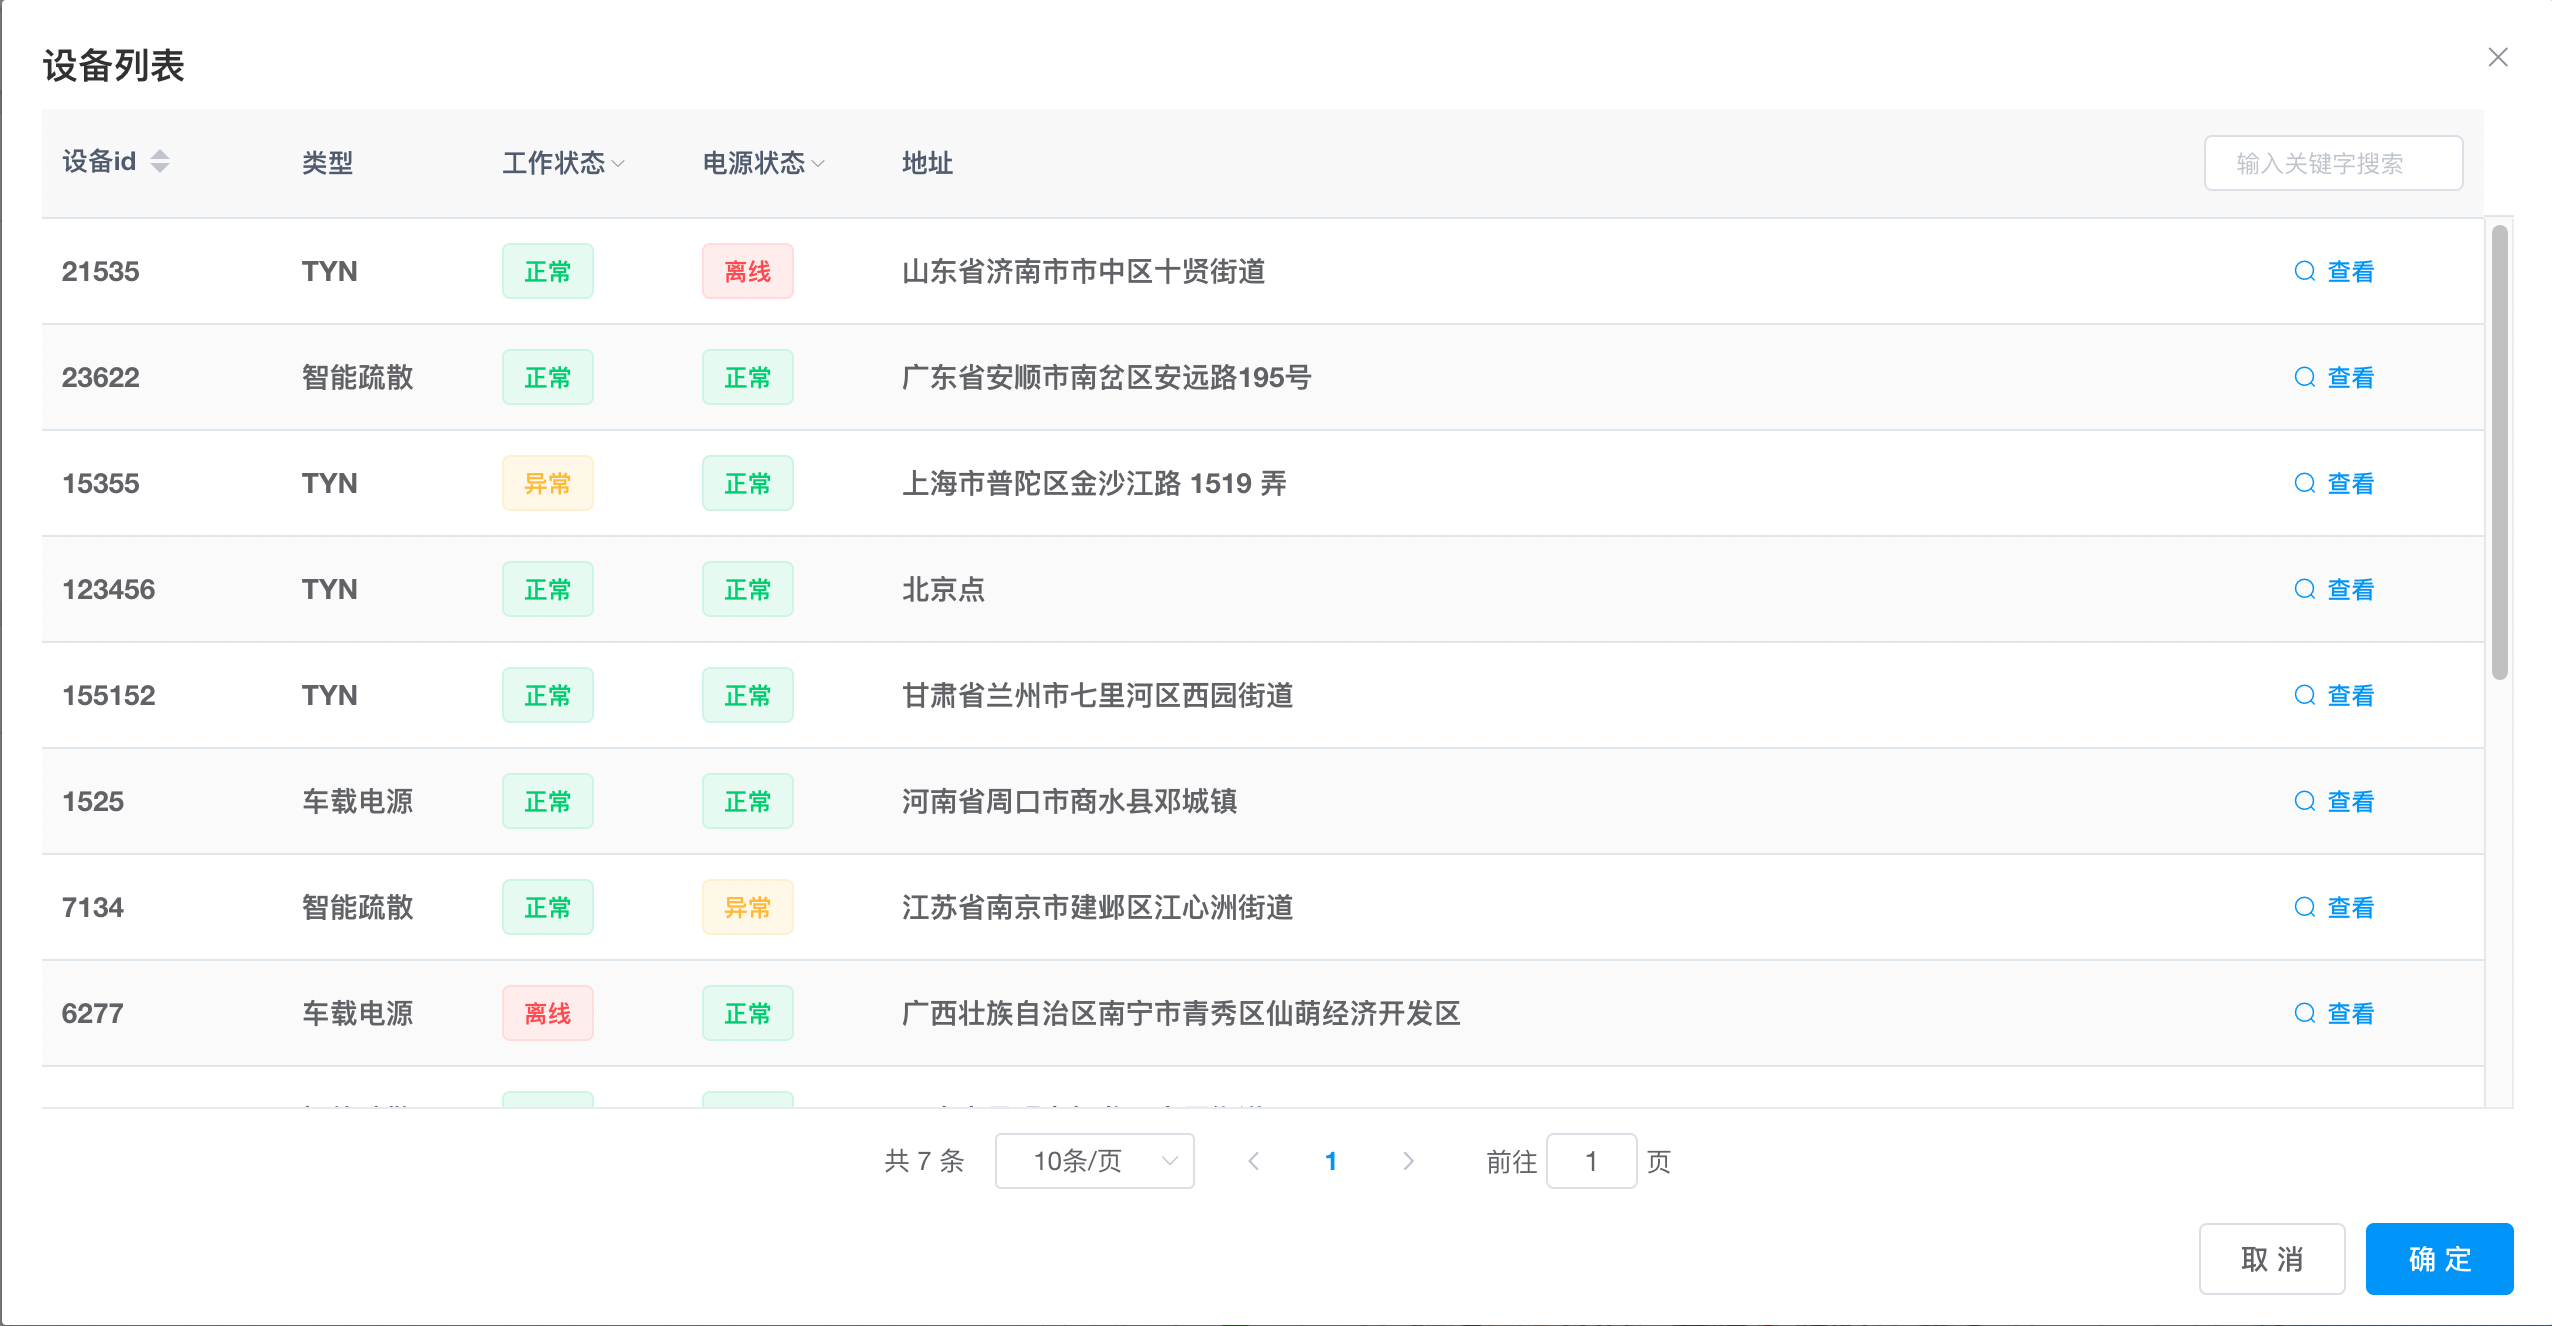 设备列表
设备id 类型 工作状态 电源状态 地址 输入关键字搜索
21535 TYN 正常 离线 山东省济南市市中区十贤街道 查看
23622 智能疏散 正常 正常 广东省安顺市南岔区安远路195号 查看
15355 TYN 异常 正常 上海市普陀区金沙江路 1519 弄 查看
123456 TYN 正常 正常 北京点 查看
155152 TYN 正常 正常 甘肃省兰州市七里河区西园街道 查看
1525 车载电源 正常 正常 河南省周口市商水县邓城镇 查看
7134 智能疏散 正常 异常 江苏省南京市建邺区江心洲街道 查看
6277 车载电源 离线 正常 广西壮族自治区南宁市青秀区仙葫经济开发区 查看
共 7 条 10条/页 1 前往 1 页
取 消 确 定